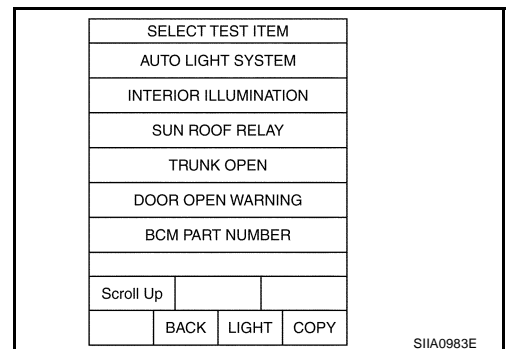 SELECT TEST ITEM
AUTO LIGHT SYSTEM
INTERIOR ILLUMINATION
SUN ROOF RELAY
TRUNK OPEN
DOOR OPEN WARNING
BCM PART NUMBER
Scroll Up
BACK LIGHT COPY
SIIA0983E